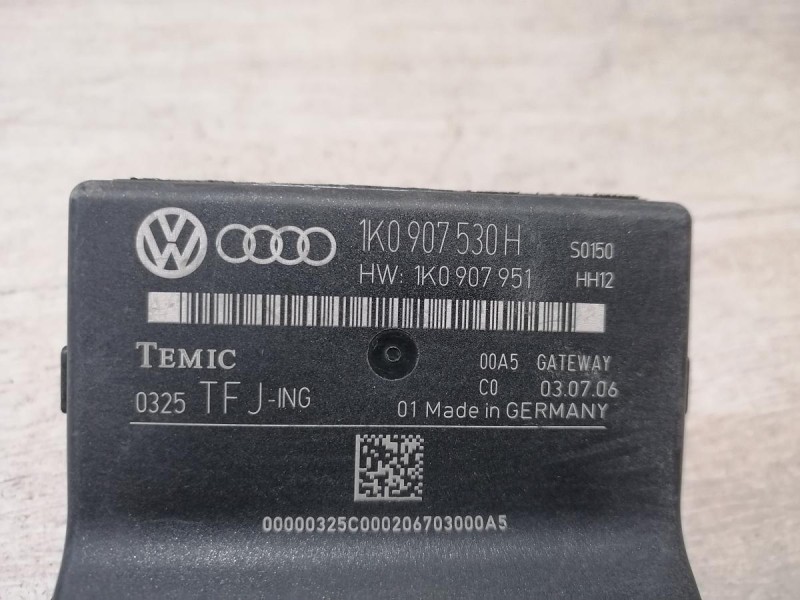 1K0 907 530 H S0150
HW: 1K0 907 951 HH12
TEMIC 00A5 GATEWAY
C0 03.07.06
0325 TFJ-ING 01 Made in GERMANY
00000325C000206703000A5